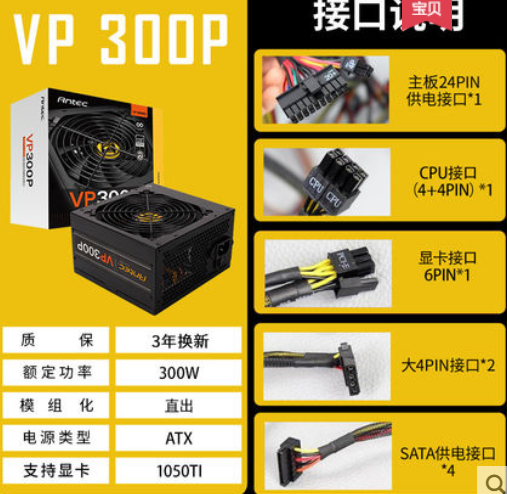 VP 300P
Antec
VP300P
VP300
Antec
VP300P
质 保
3年换新
额定功率
300W
模组化
直出
电源类型
ATX
支持显卡
1050TI
接口说明
宝贝
主板24PIN
供电接口*1
CPU接口
(4+4PIN) *1
CPU
CPU
显卡接口
6PIN*1
PCI-E
大4PIN接口*2
SATA供电接口
*4